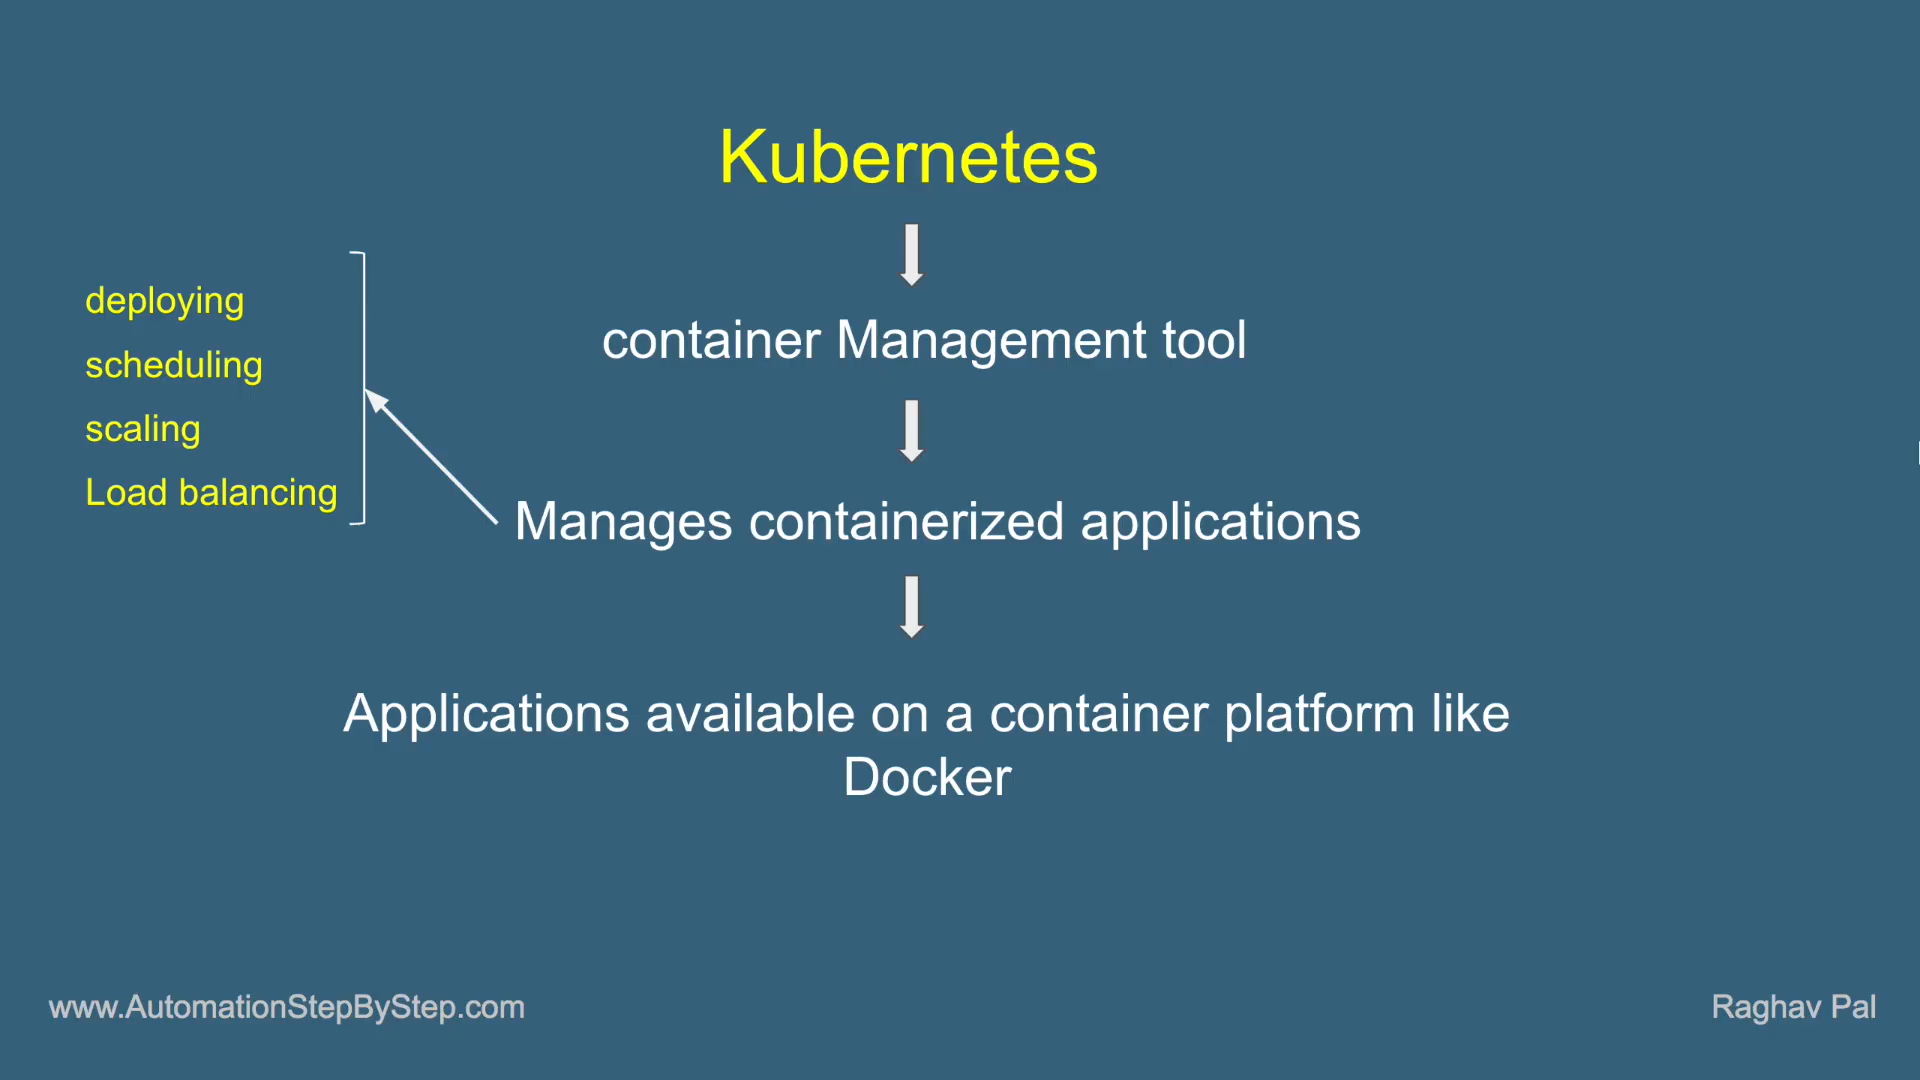 Kubernetes
container Management tool
deploying
scheduling
scaling
Load balancing
Manages containerized applications
Applications available on a container platform like
Docker
www.AutomationStepByStep.com
Raghav Pal